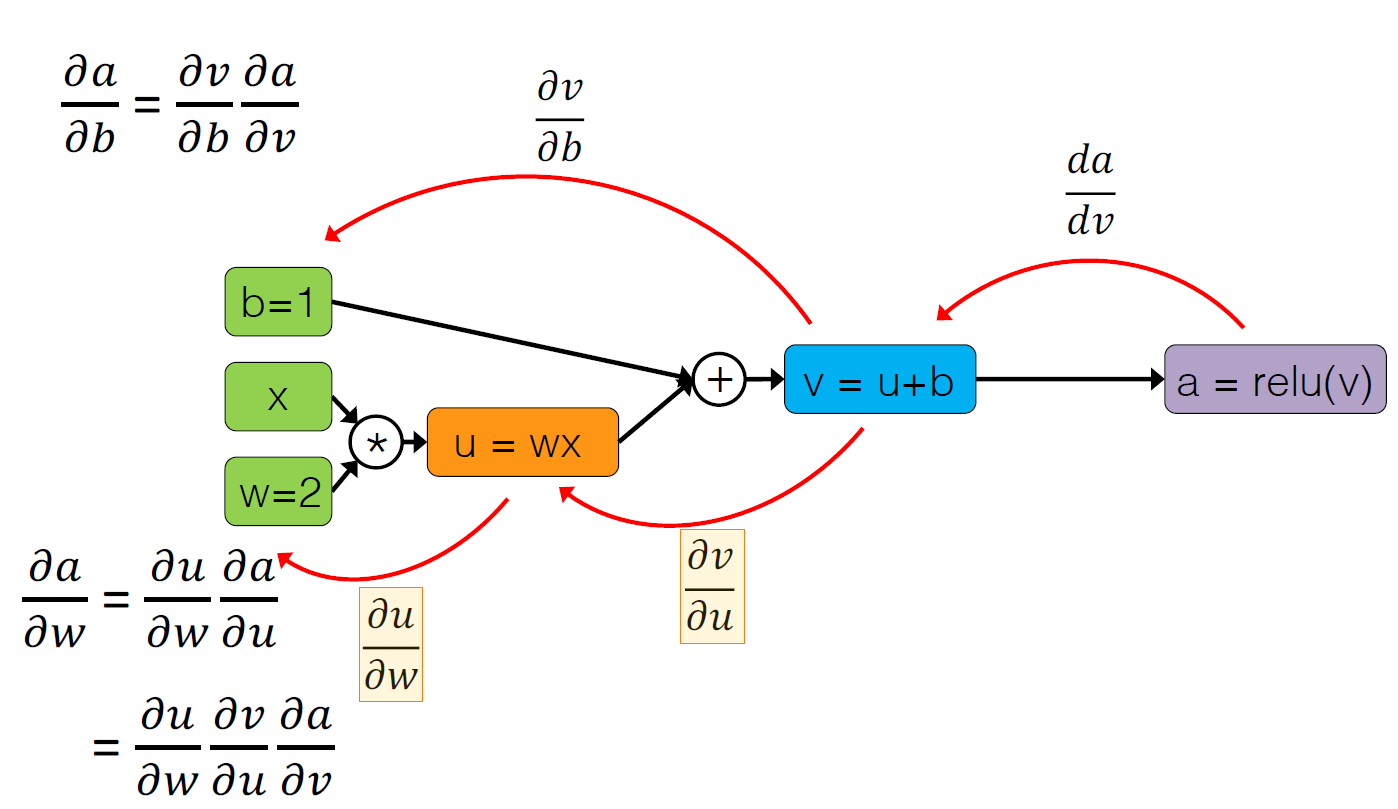 ∂a/∂b = ∂v/∂b ∂a/∂v
∂v/∂b
da/dv
b=1
x
w=2
*
u = wx
+
v = u+b
a = relu(v)
∂v/∂u
∂u/∂w
∂a/∂w = ∂u/∂w ∂a/∂u
= ∂u/∂w ∂v/∂u ∂a/∂v